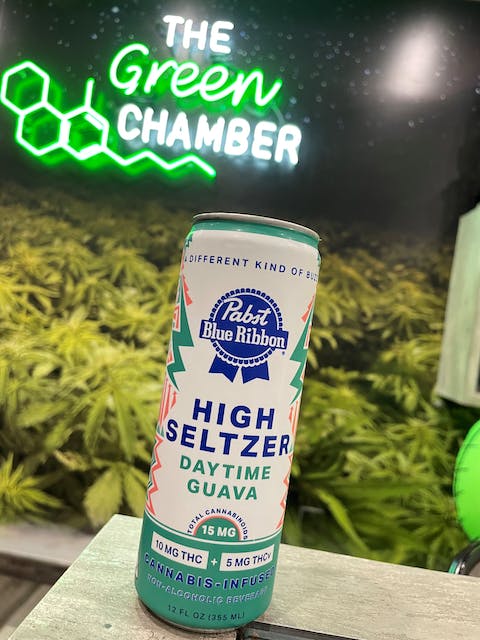 THE
Green
CHAMBER
A DIFFERENT KIND OF BUZZ
Pabst
Blue Ribbon
HIGH
SELTZER
DAYTIME
GUAVA
TOTAL CANNABINOIDS
15 MG
10 MG THC + 5 MG THCV
CANNABIS-INFUSED
NON-ALCOHOLIC BEVERAGE
12 FL OZ (355 ML)